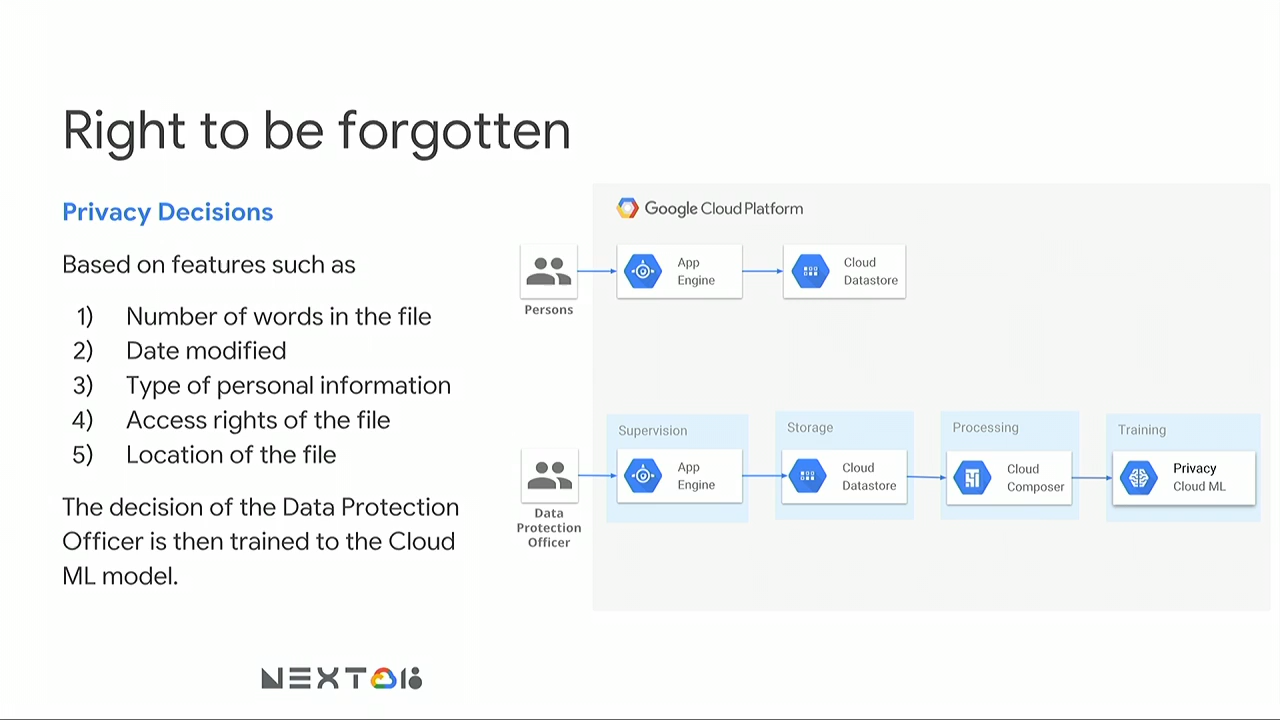 Right to be forgotten
Privacy Decisions
Based on features such as
1) Number of words in the file
2) Date modified
3) Type of personal information
4) Access rights of the file
5) Location of the file
The decision of the Data Protection
Officer is then trained to the Cloud
ML model.
Google Cloud Platform
Persons
App
Engine
Cloud
Datastore
Data
Protection
Officer
Supervision
App
Engine
Storage
Cloud
Datastore
Processing
Cloud
Composer
Training
Privacy
Cloud ML
NEXT 18